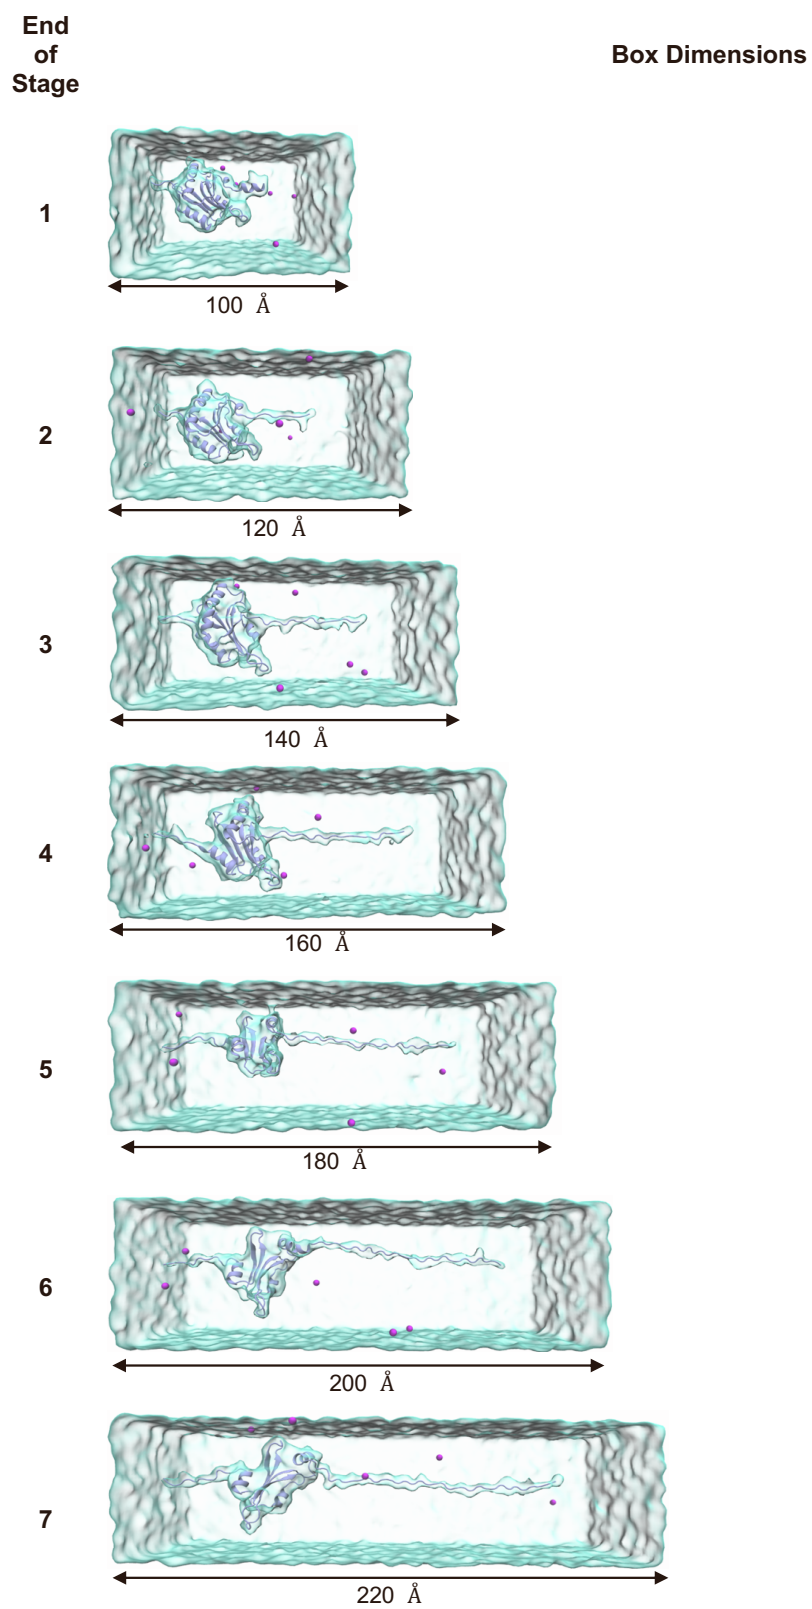 End
of
Stage
Box Dimensions
1
100 Å
2
120 Å
3
140 Å
4
160 Å
5
180 Å
6
200 Å
7
220 Å